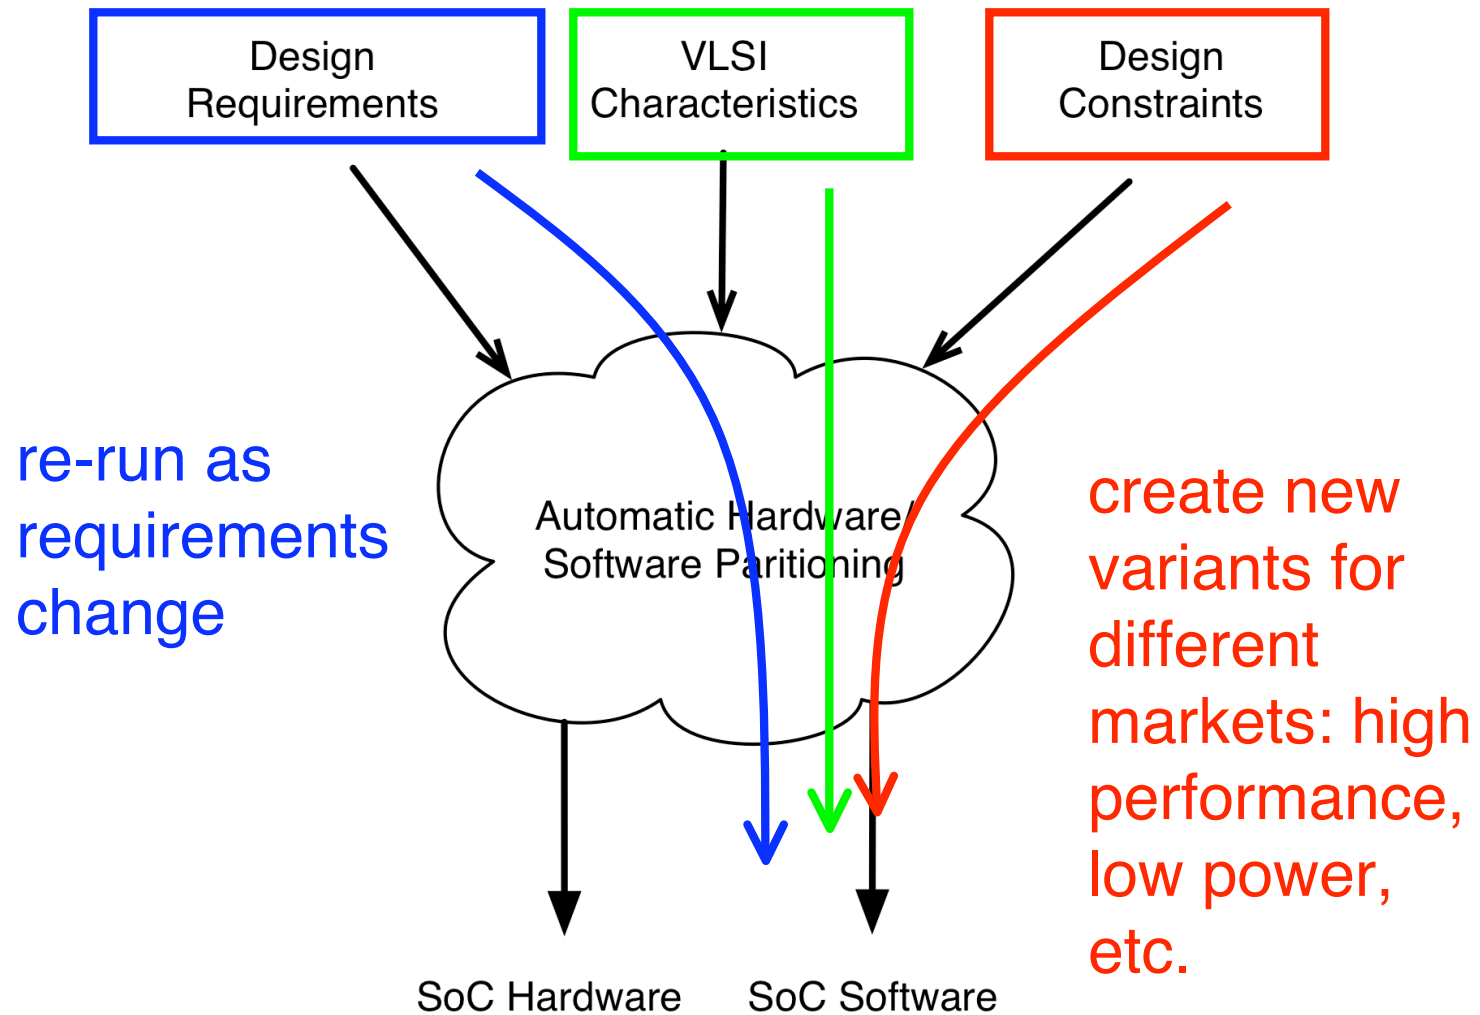 Design
Requirements
VLSI
Characteristics
Design
Constraints
re-run as
requirements
change
Automatic Hardware/
Software Paritioning
create new
variants for
different
markets: high
performance,
low power,
etc.
SoC Hardware
SoC Software